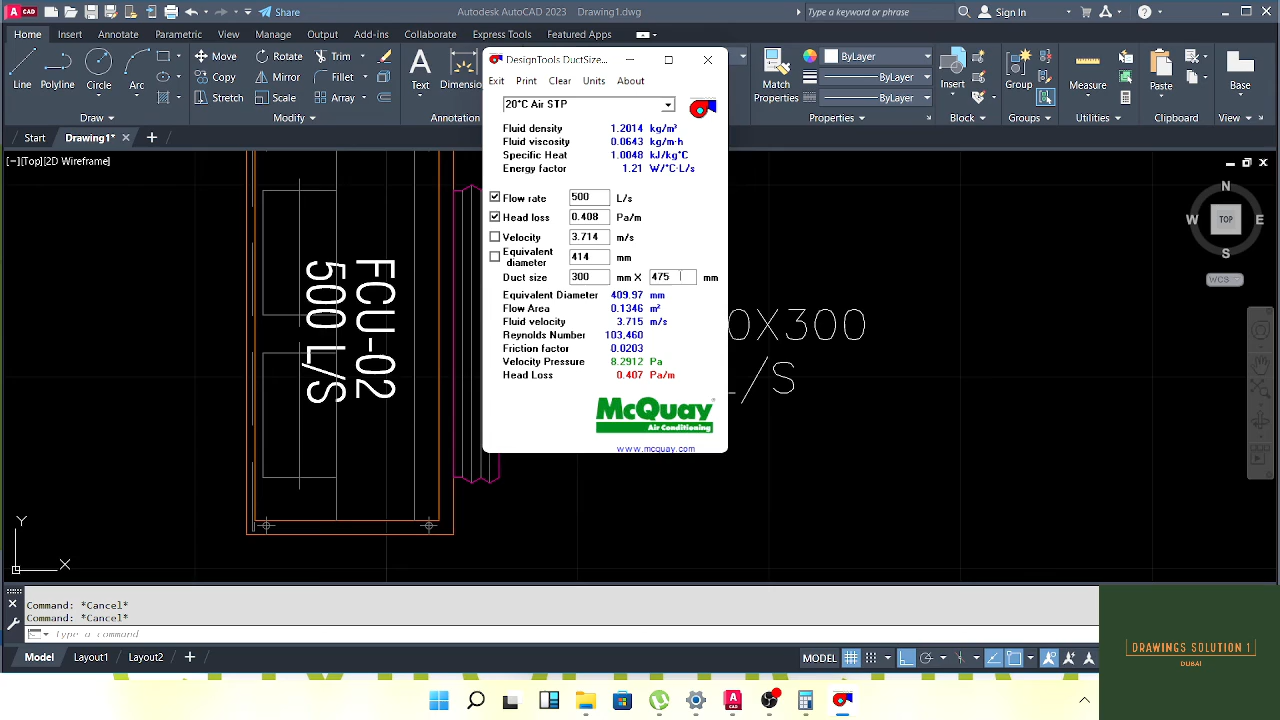 Share
Autodesk AutoCAD 2023 Drawing1.dwg
Type a keyword or phrase
Sign In
Home Insert Annotate Parametric View Manage Output Add-ins Collaborate Express Tools Featured Apps
Line Polyline Circle Arc
Draw
Move Rotate Trim
Copy Mirror
Stretch Scale
Modify
Text
Dimension
Match Properties
ByLayer
ByLayer
ByLayer
Properties
Insert
Block
Group
Groups
Measure
Utilities
Paste
Clipboard
Base
View
Start Drawing1*
DesignTools DuctSize...
Exit Print Clear Units About
20°C Air STP
Fluid density 1.2014 kg/m³
Fluid viscosity 0.0643 kg/m·h
Specific Heat 1.0048 kJ/kg°C
Energy factor 1.21 W/°C·L/s
Flow rate 500 L/s
Head loss 0.408 Pa/m
Velocity 3.714 m/s
Equivalent diameter 414 mm
Duct size 300 mm X 475 mm
Equivalent Diameter 409.97 mm
Flow Area 0.1346 m²
Fluid velocity 3.715 m/s
Reynolds Number 103,460
Friction factor 0.0203
Velocity Pressure 8.2912 Pa
Head Loss 0.407 Pa/m
McQuay
Air Conditioning
www.mcquay.com
[−][Top][2D Wireframe]
FCU-02
500 L/S
0X300
L/S
N
W TOP E
S
WCS
Y
X
Command: *Cancel*
Command: *Cancel*
Type a command
Model Layout1 Layout2
MODEL
DRAWINGS SOLUTION 1
DUBAI